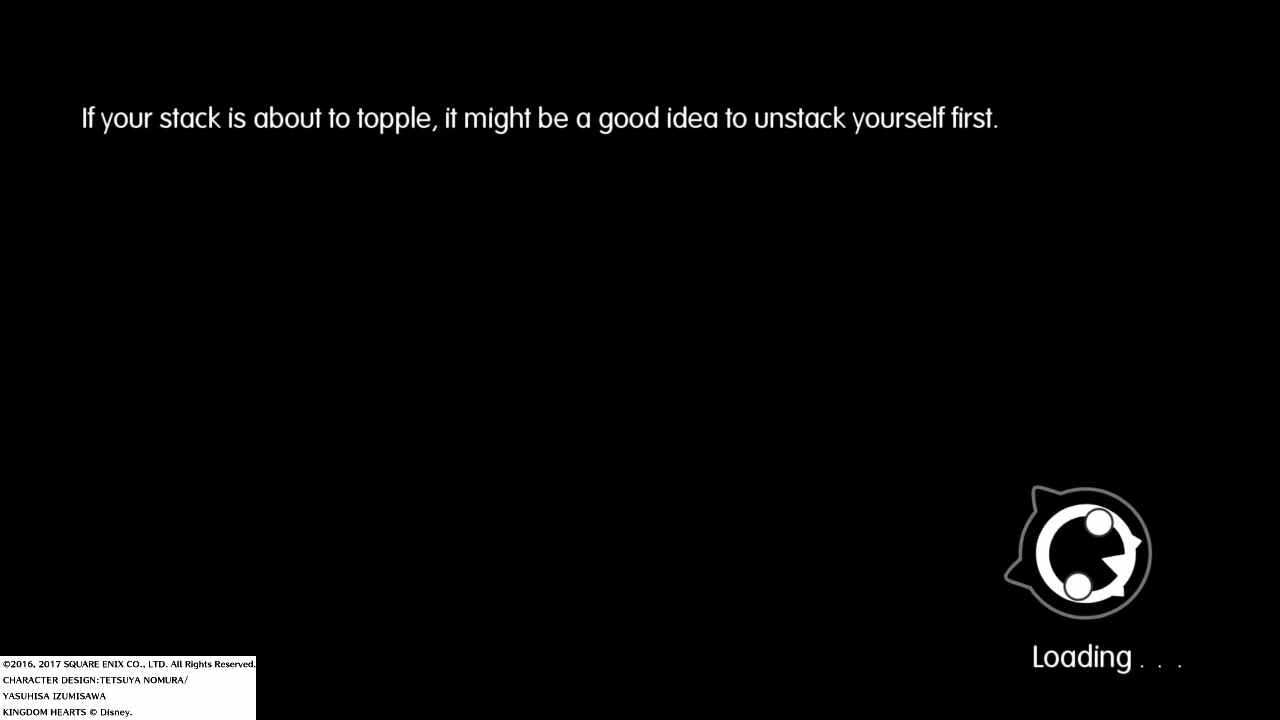 If your stack is about to topple, it might be a good idea to unstack yourself first.
Loading . . .
©2016, 2017 SQUARE ENIX CO., LTD. All Rights Reserved.
CHARACTER DESIGN:TETSUYA NOMURA/
YASUHISA IZUMISAWA
KINGDOM HEARTS © Disney.